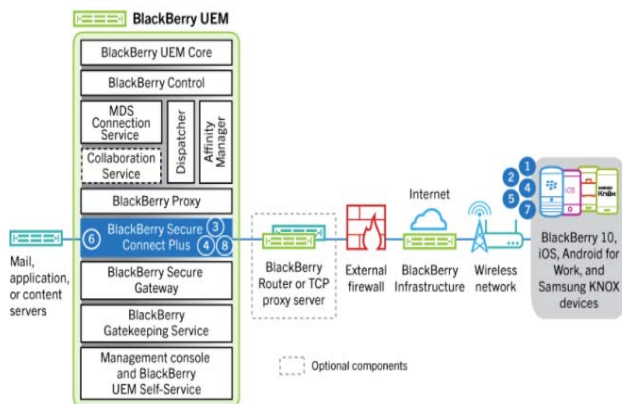 BlackBerry UEM
BlackBerry UEM Core
BlackBerry Control
MDS
Connection
Service
Collaboration
Service
Dispatcher
Affinity
Manager
BlackBerry Proxy
6
BlackBerry Secure
Connect Plus
3
4
8
BlackBerry Secure
Gateway
BlackBerry
Gatekeeping Service
Management console
and BlackBerry
UEM Self-Service
Mail,
application,
or content
servers
BlackBerry
Router or TCP
proxy server
External
firewall
Internet
BlackBerry
Infrastructure
Wireless
network
1
2
4
5
7
iOS
SAMSUNG
Knox
BlackBerry 10,
iOS, Android for
Work, and
Samsung KNOX
devices
Optional components